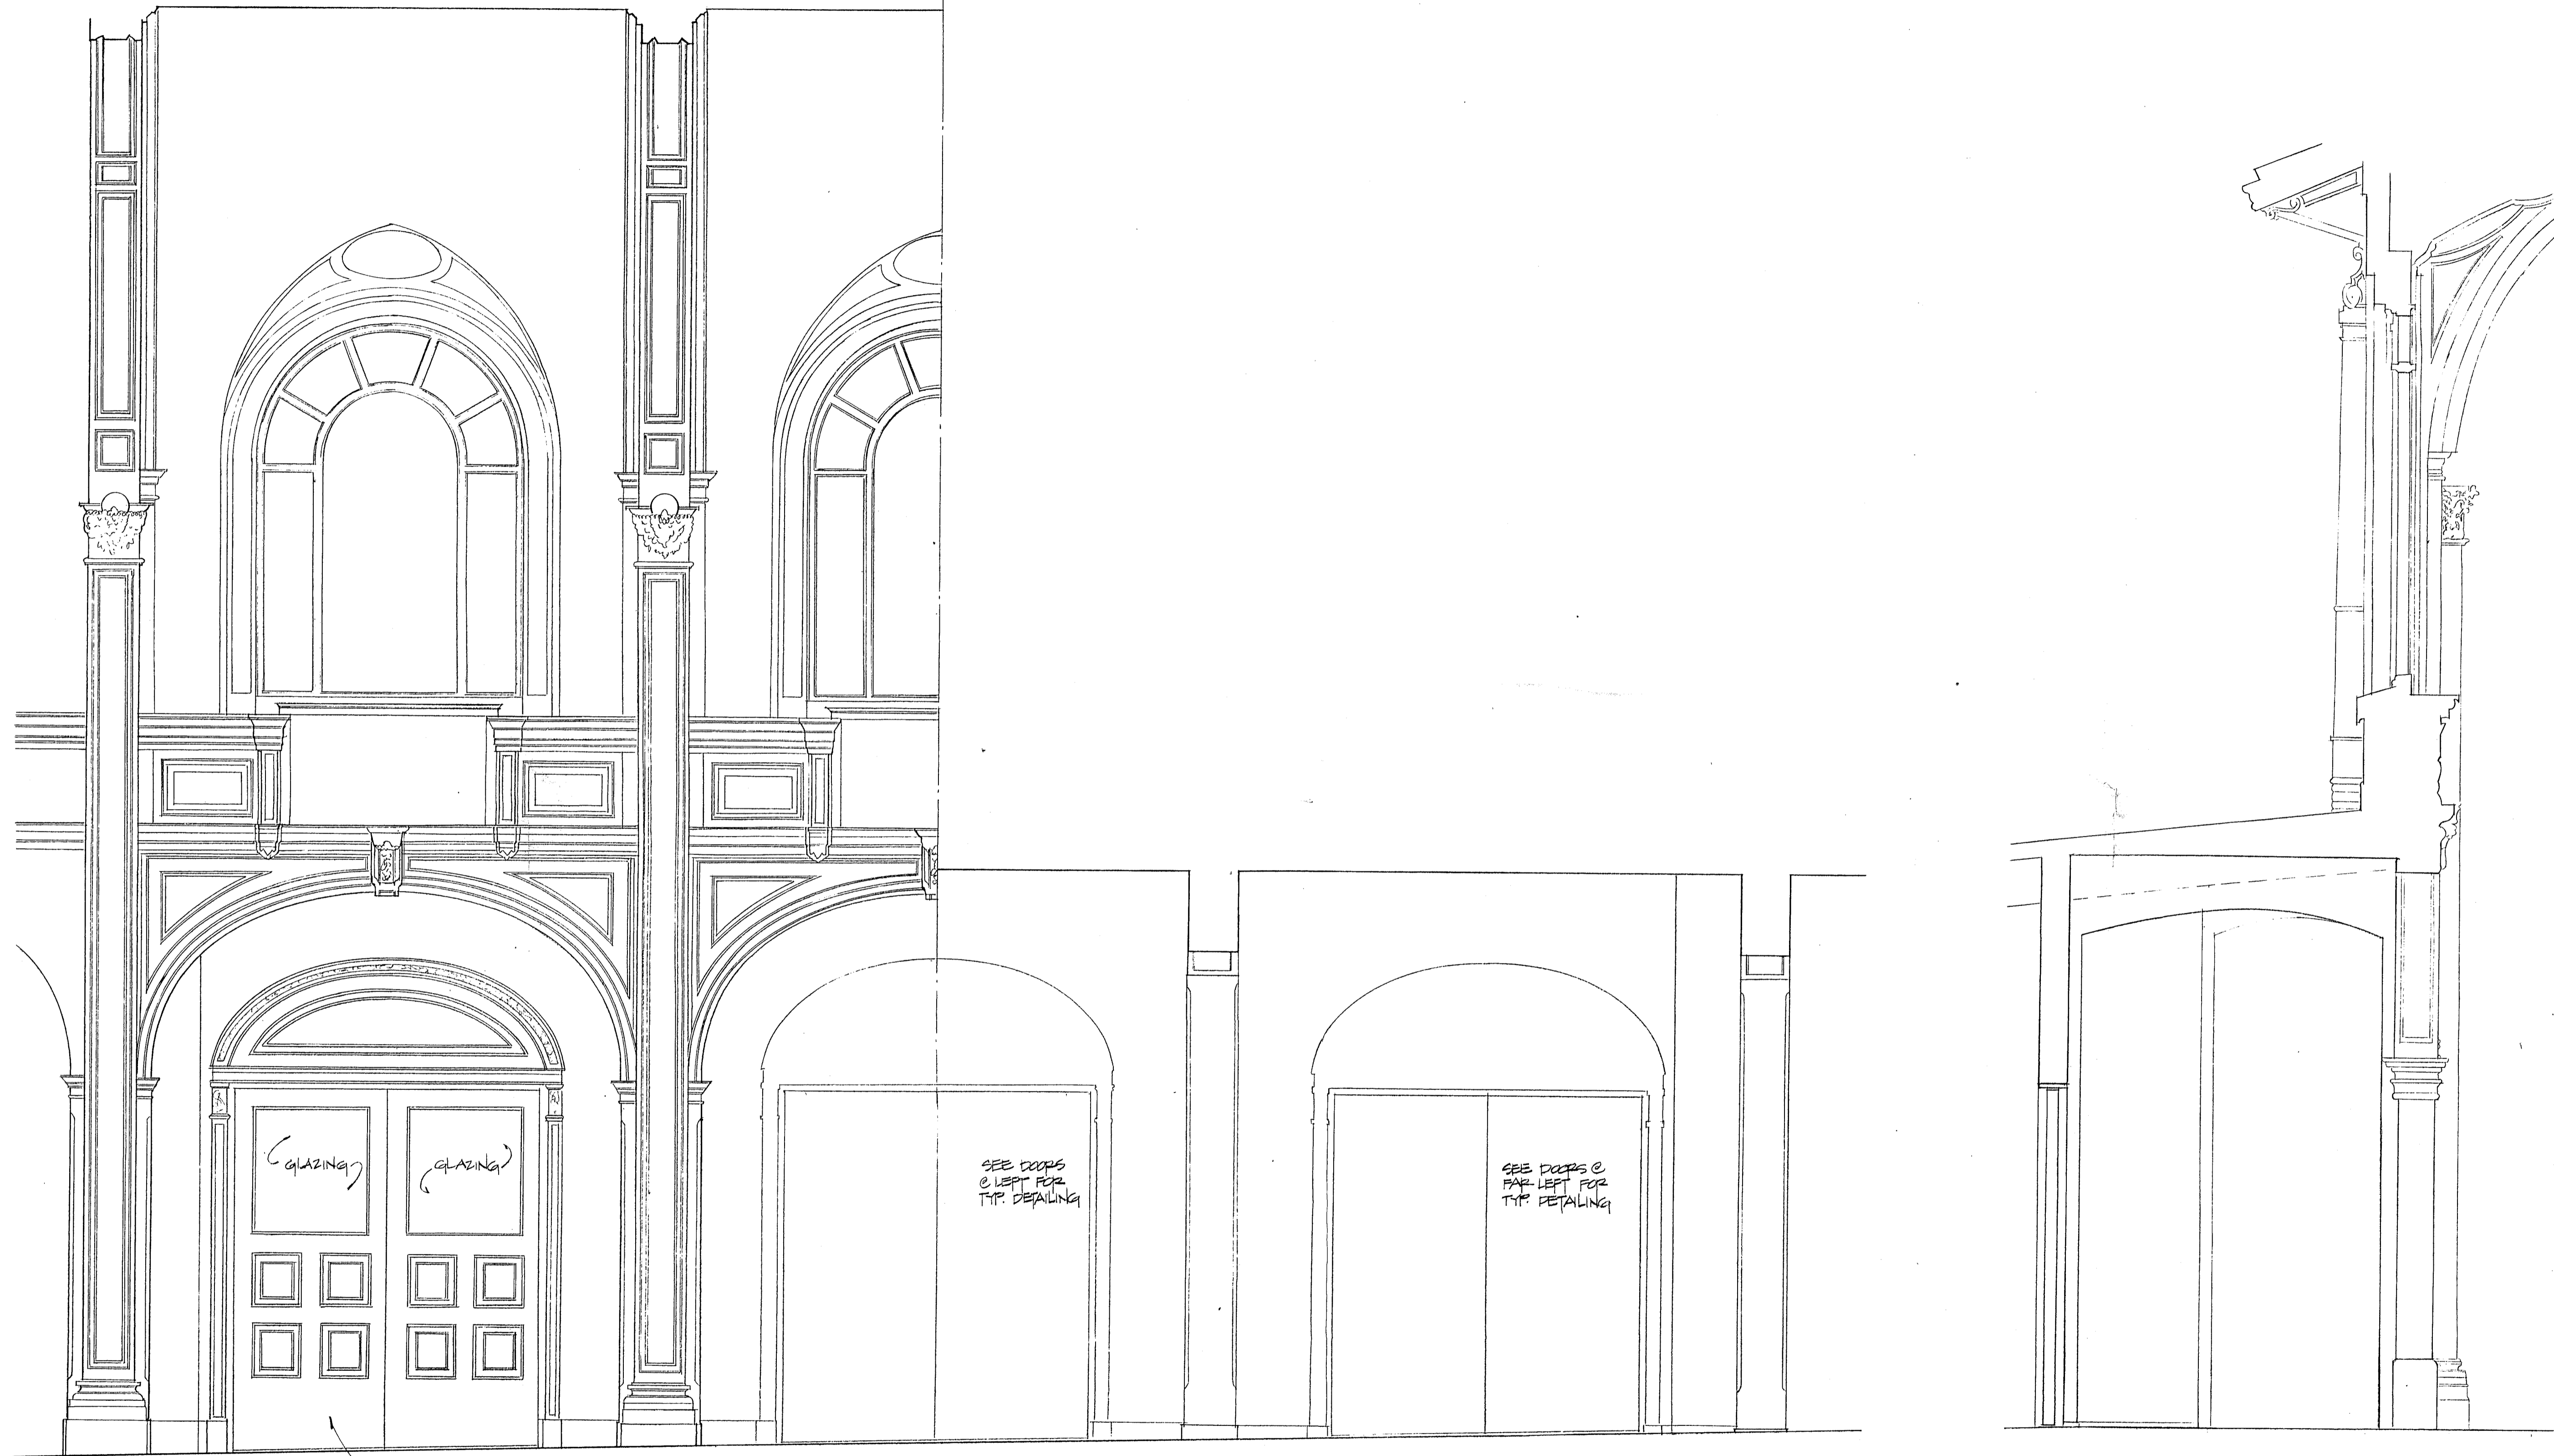 GLAZING
GLAZING
SEE DOORS
@ LEFT FOR
TYP. DETAILING
SEE DOORS @
FAR LEFT FOR
TYP. DETAILING